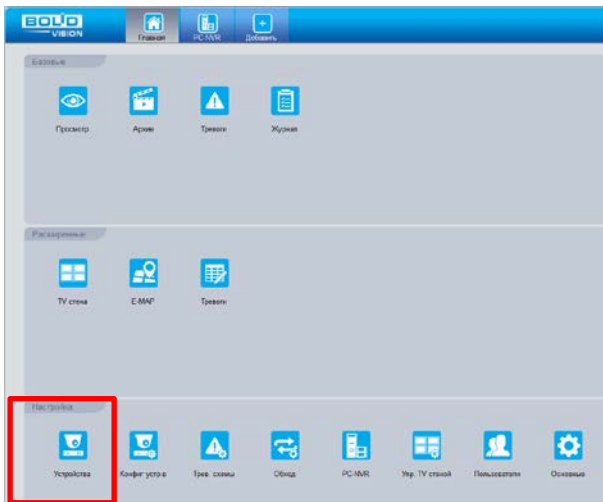 BOLID
VISION
Главная
PC-NVR
Добавить
Базовые
Просмотр
Архив
Тревоги
Журнал
Расширенные
TV стена
E-MAP
Тревоги
Настройка
Устройства
Конфиг устр-в
Трев. схемы
Обход
PC-NVR
Упр. TV стеной
Пользователи
Основные